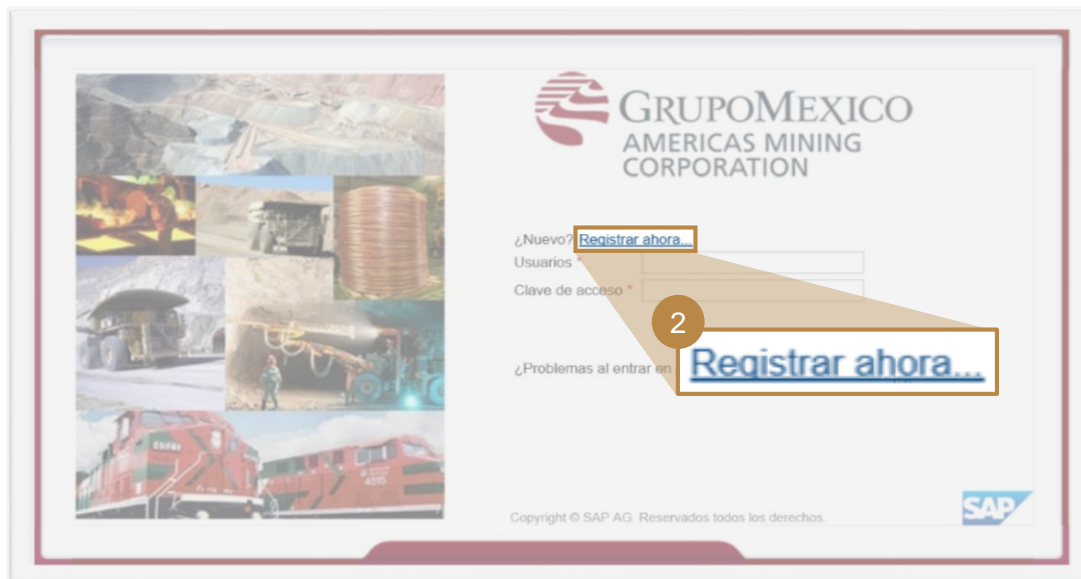 GRUPOMEXICO
AMERICAS MINING
CORPORATION
¿Nuevo? Registrar ahora...
Usuarios *
Clave de acceso *
2
Registrar ahora...
¿Problemas al entrar en
4515
Copyright © SAP AG. Reservados todos los derechos.
SAP